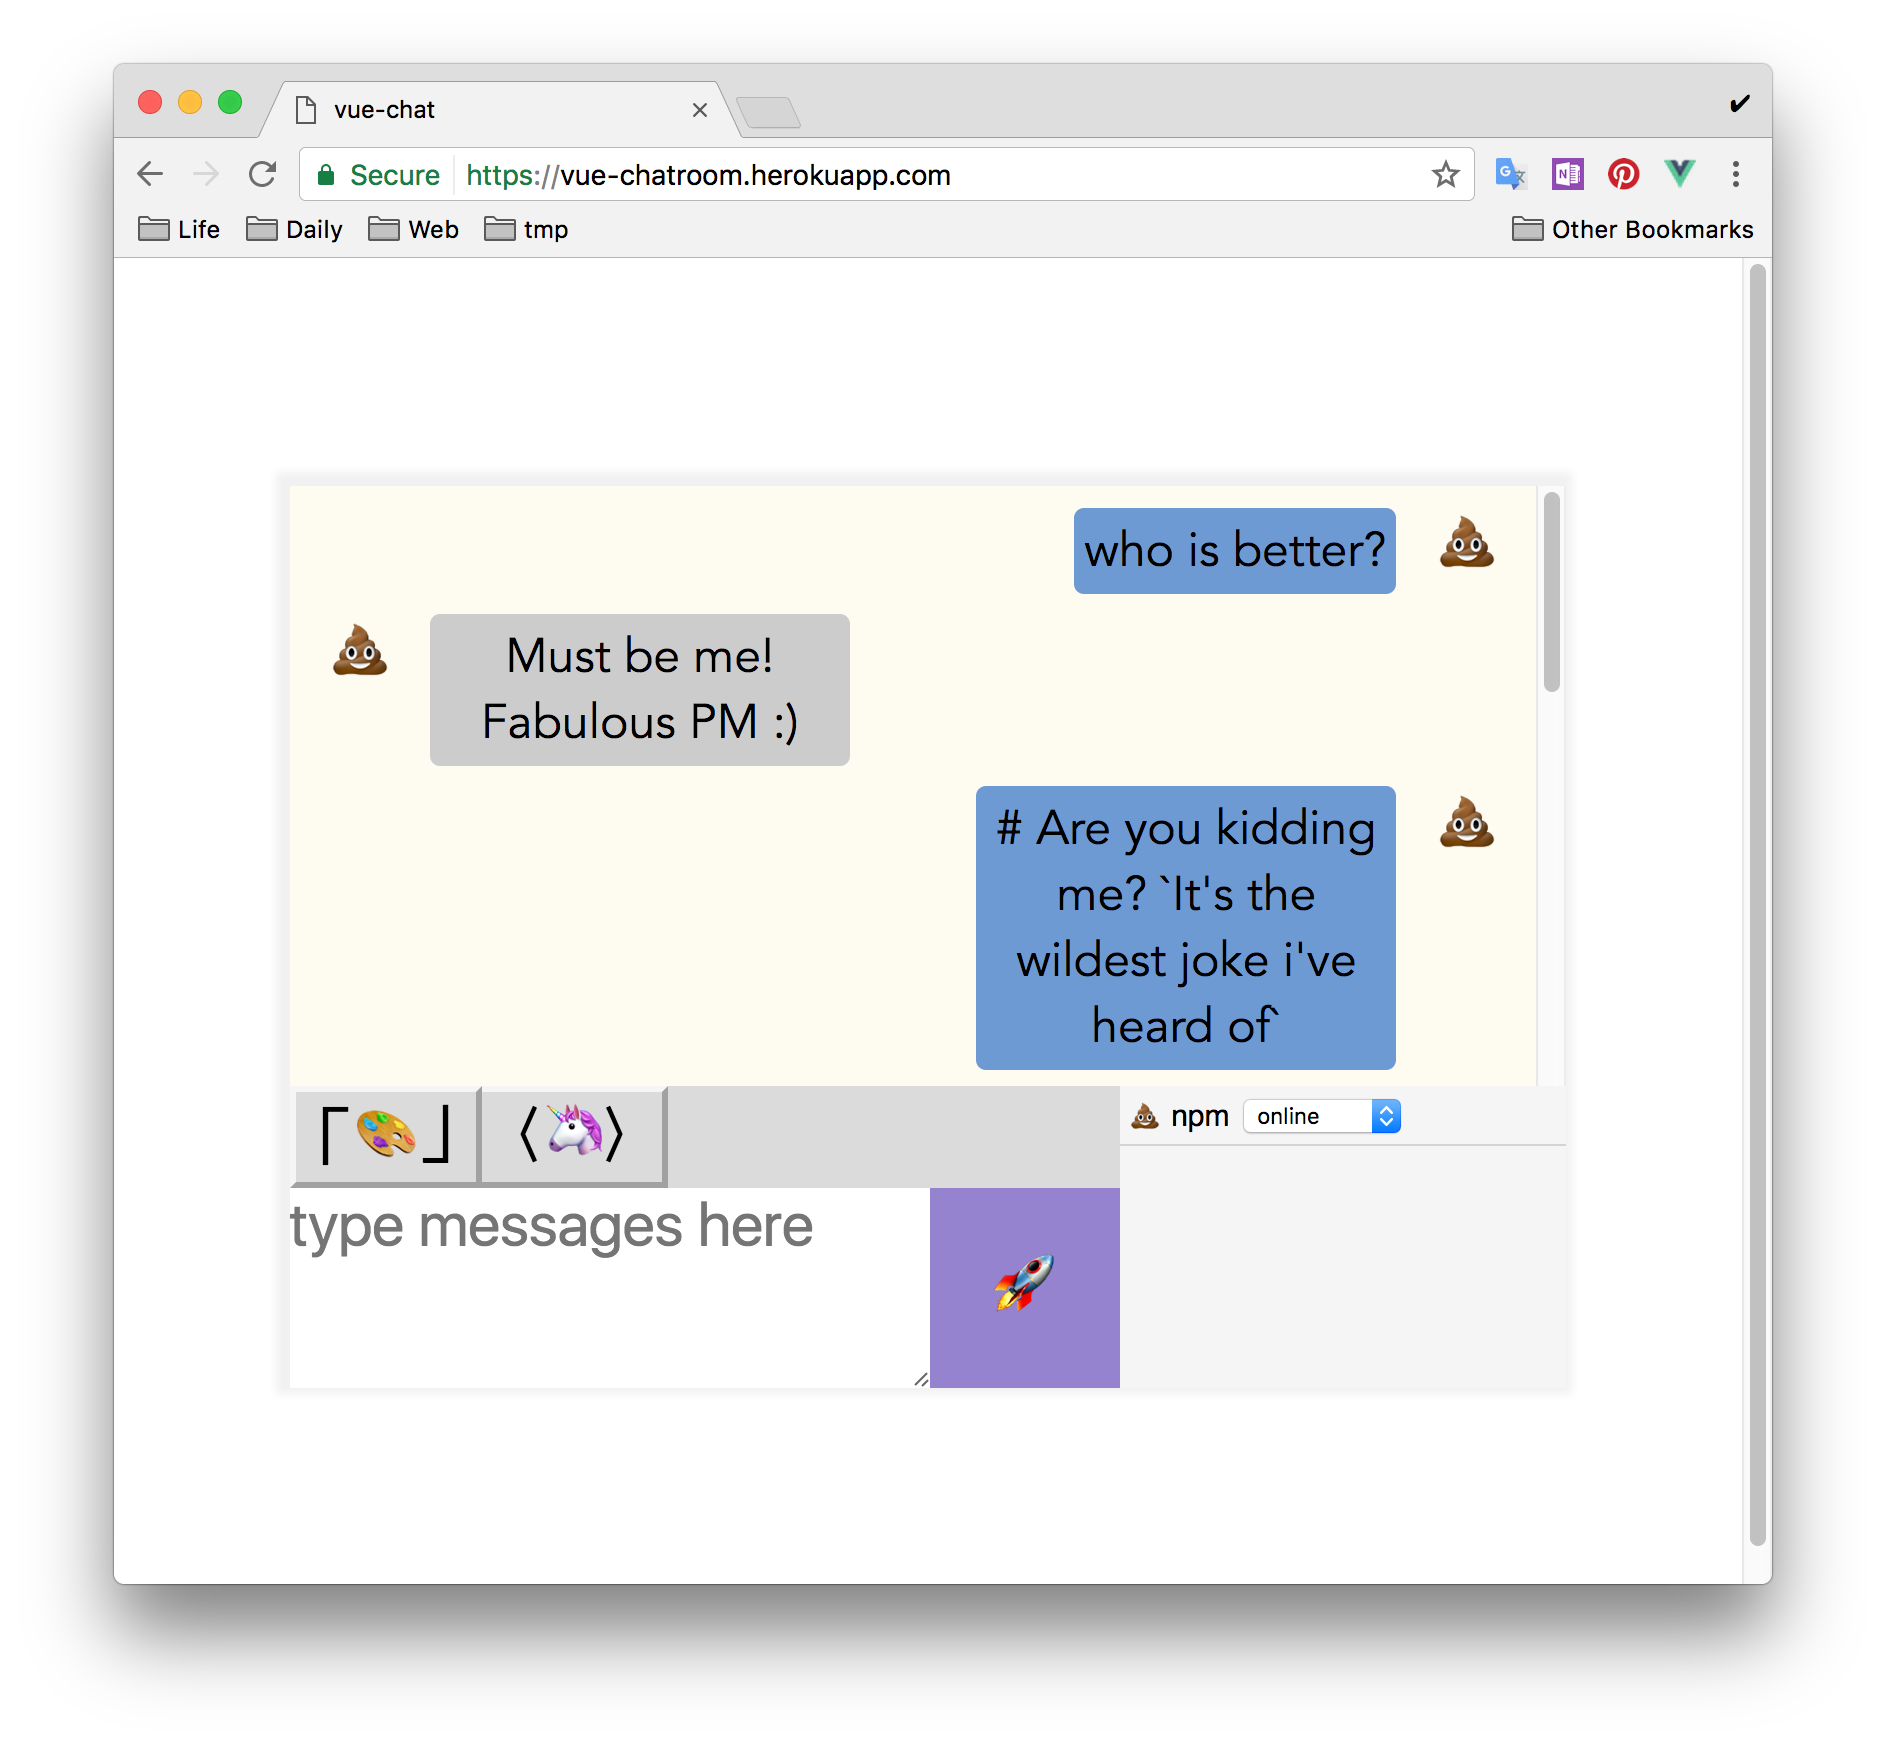 vue-chat
Secure https://vue-chatroom.herokuapp.com
Life Daily Web tmp Other Bookmarks
who is better?
Must be me!
Fabulous PM :)
# Are you kidding
me? `It's the
wildest joke i've
heard of`
npm online
type messages here